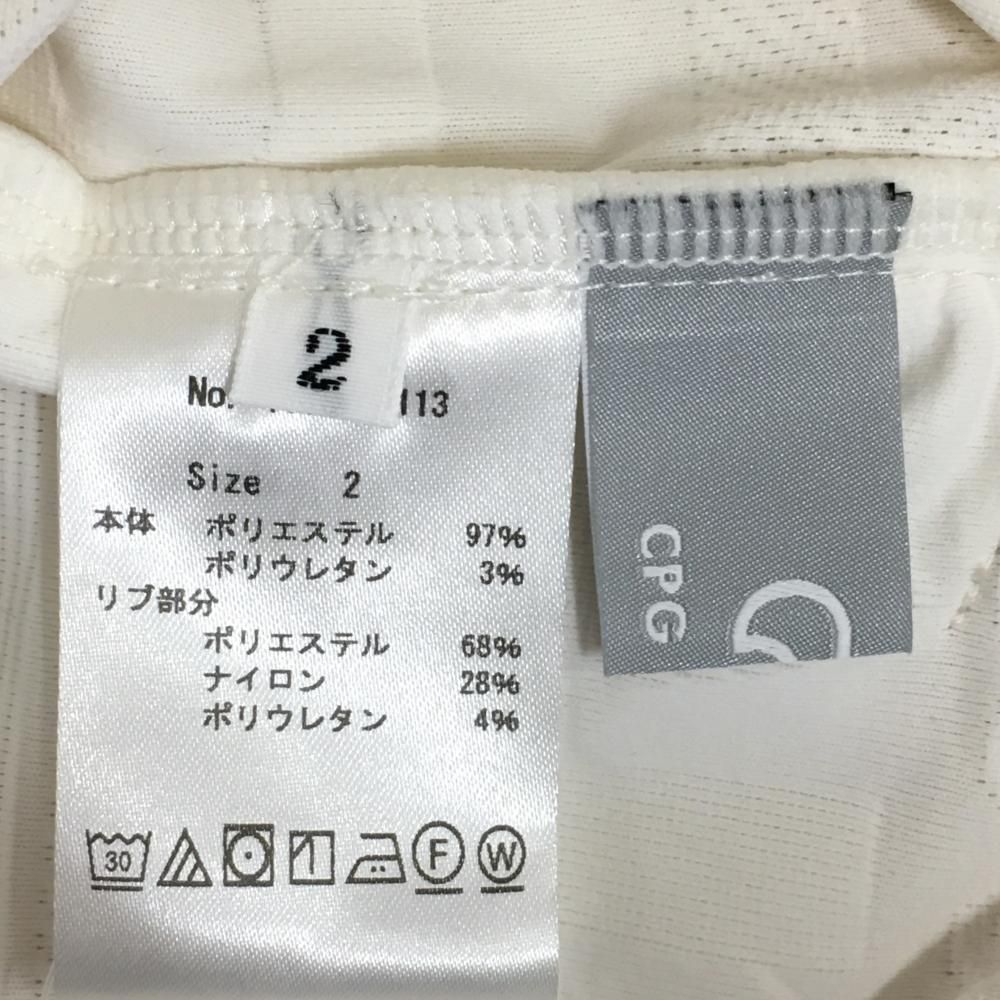 2
No. 113
Size 2
本体 ポリエステル 97%
ポリウレタン 3%
リブ部分
ポリエステル 68%
ナイロン 28%
ポリウレタン 4%
30 F W
CPG